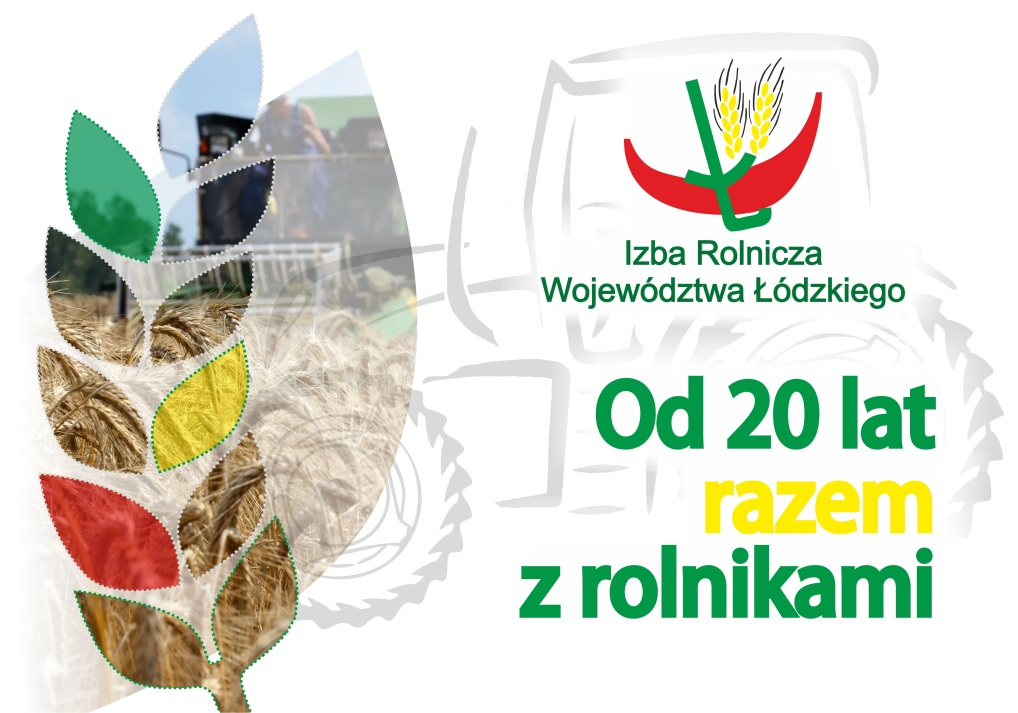 Izba Rolnicza
Województwa Łódzkiego
Od 20 lat
razem
z rolnikami